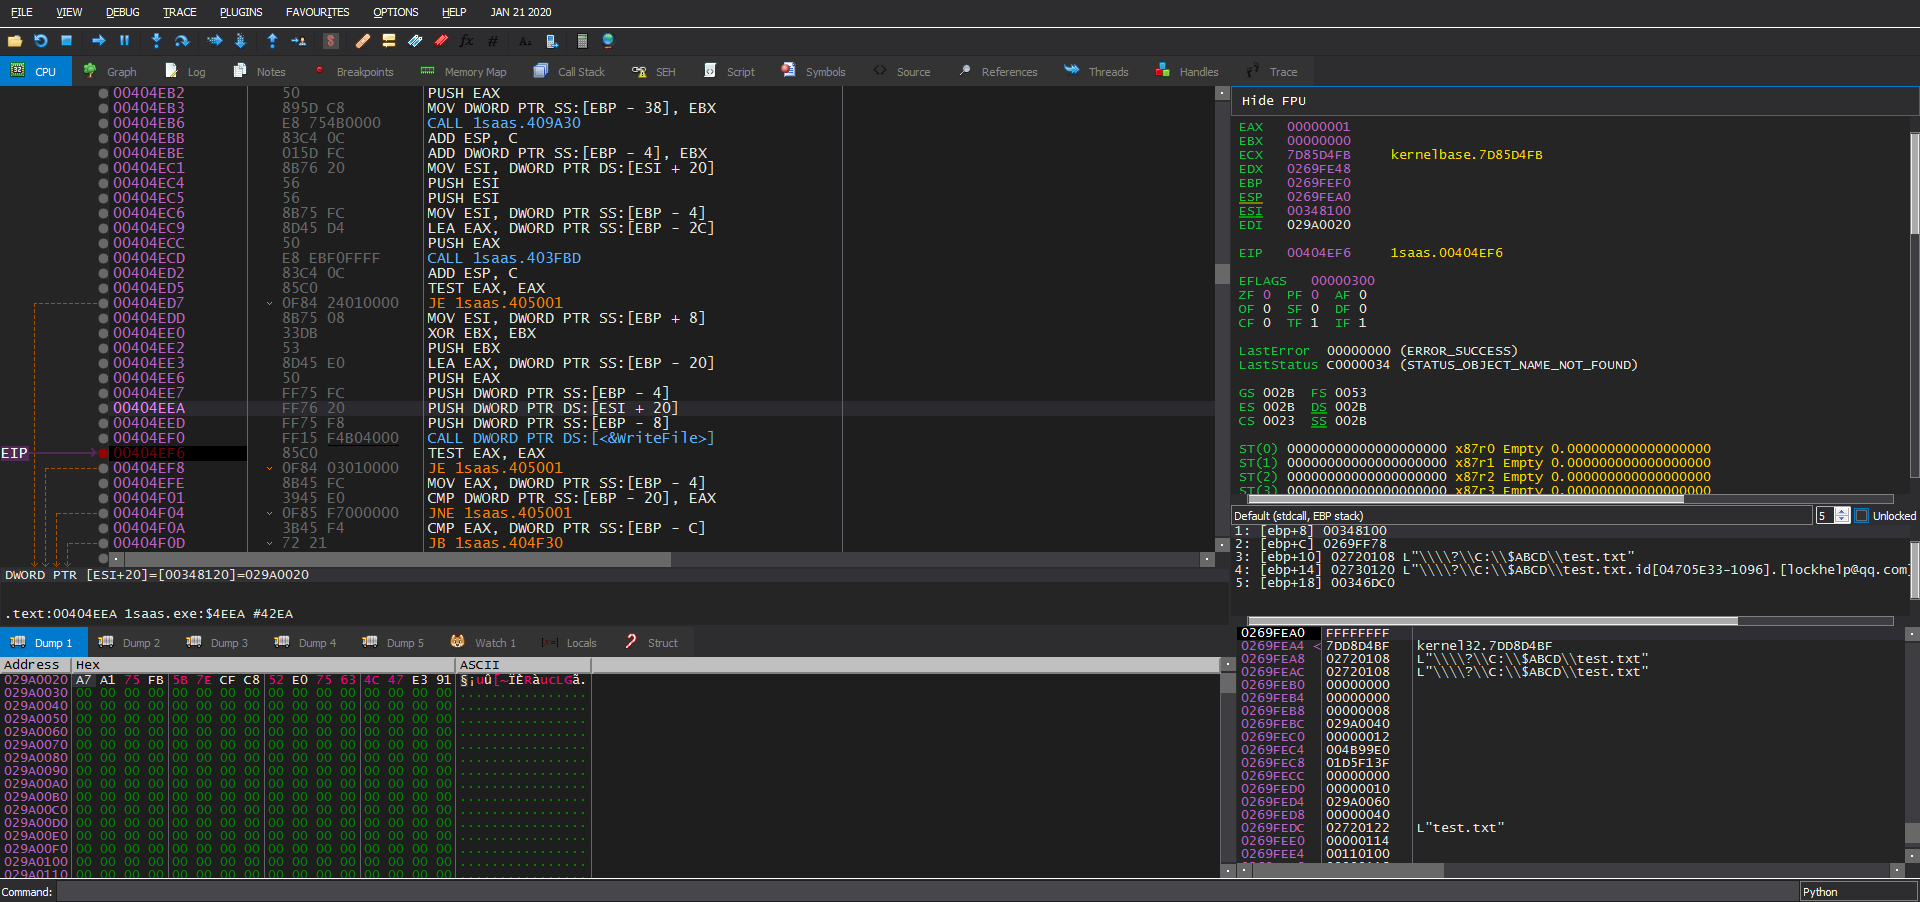 FILE VIEW DEBUG TRACE PLUGINS FAVOURITES OPTIONS HELP JAN 21 2020
CPU Graph Log Notes Breakpoints Memory Map Call Stack SEH Script Symbols Source References Threads Handles Trace
00404EB2 50 PUSH EAX
00404EB3 895D C8 MOV DWORD PTR SS:[EBP - 38], EBX
00404EB6 E8 754B0000 CALL 1saas.409A30
00404EBB 83C4 0C ADD ESP, C
00404EBE 015D FC ADD DWORD PTR SS:[EBP - 4], EBX
00404EC1 8B76 20 MOV ESI, DWORD PTR DS:[ESI + 20]
00404EC4 56 PUSH ESI
00404EC5 56 PUSH ESI
00404EC6 8B75 FC MOV ESI, DWORD PTR SS:[EBP - 4]
00404EC9 8D45 D4 LEA EAX, DWORD PTR SS:[EBP - 2C]
00404ECC 50 PUSH EAX
00404ECD E8 EBF0FFFF CALL 1saas.403FBD
00404ED2 83C4 0C ADD ESP, C
00404ED5 85C0 TEST EAX, EAX
00404ED7 0F84 24010000 JE 1saas.405001
00404EDD 8B75 08 MOV ESI, DWORD PTR SS:[EBP + 8]
00404EE0 33DB XOR EBX, EBX
00404EE2 53 PUSH EBX
00404EE3 8D45 E0 LEA EAX, DWORD PTR SS:[EBP - 20]
00404EE6 50 PUSH EAX
00404EE7 FF75 FC PUSH DWORD PTR SS:[EBP - 4]
00404EEA FF76 20 PUSH DWORD PTR DS:[ESI + 20]
00404EED FF75 F8 PUSH DWORD PTR SS:[EBP - 8]
00404EF0 FF15 F4B04000 CALL DWORD PTR DS:[<&WriteFile>]
EIP 00404EF6 85C0 TEST EAX, EAX
00404EF8 0F84 03010000 JE 1saas.405001
00404EFE 8B45 FC MOV EAX, DWORD PTR SS:[EBP - 4]
00404F01 3945 E0 CMP DWORD PTR SS:[EBP - 20], EAX
00404F04 0F85 F7000000 JNE 1saas.405001
00404F0A 3B45 F4 CMP EAX, DWORD PTR SS:[EBP - C]
00404F0D 72 21 JB 1saas.404F30
DWORD PTR [ESI+20]=[00348120]=029A0020
.text:00404EEA 1saas.exe:$4EEA #42EA
Hide FPU
EAX 00000001
EBX 00000000
ECX 7D85D4FB kernelbase.7D85D4FB
EDX 0269FE48
EBP 0269FEF0
ESP 0269FEA0
ESI 00348100
EDI 029A0020
EIP 00404EF6 1saas.00404EF6
EFLAGS 00000300
ZF 0 PF 0 AF 0
OF 0 SF 0 DF 0
CF 0 TF 1 IF 1
LastError 00000000 (ERROR_SUCCESS)
LastStatus C0000034 (STATUS_OBJECT_NAME_NOT_FOUND)
GS 002B FS 0053
ES 002B DS 002B
CS 0023 SS 002B
ST(0) 00000000000000000000 x87r0 Empty 0.000000000000000000
ST(1) 00000000000000000000 x87r1 Empty 0.000000000000000000
ST(2) 00000000000000000000 x87r2 Empty 0.000000000000000000
ST(3) 00000000000000000000 x87r3 Empty 0.000000000000000000
Default (stdcall, EBP stack) 5 Unlocked
1: [ebp+8] 00348100
2: [ebp+C] 0269FF78
3: [ebp+10] 02720108 L"\\\\?\\C:\\$ABCD\\test.txt"
4: [ebp+14] 02730120 L"\\\\?\\C:\\$ABCD\\test.txt.id[04705E33-1096].[lockhelp@qq.com]
5: [ebp+18] 00346DC0
Dump 1 Dump 2 Dump 3 Dump 4 Dump 5 Watch 1 [x=] Locals Struct
Address Hex ASCII
029A0020 A7 A1 75 FB 5B 7E CF C8 52 E0 75 63 4C 47 E3 91 §¡uû[~ÏÈRàucLGã.
029A0030 00 00 00 00 00 00 00 00 00 00 00 00 00 00 00 00 ................
029A0040 00 00 00 00 00 00 00 00 00 00 00 00 00 00 00 00 ................
029A0050 00 00 00 00 00 00 00 00 00 00 00 00 00 00 00 00 ................
029A0060 00 00 00 00 00 00 00 00 00 00 00 00 00 00 00 00 ................
029A0070 00 00 00 00 00 00 00 00 00 00 00 00 00 00 00 00 ................
029A0080 00 00 00 00 00 00 00 00 00 00 00 00 00 00 00 00 ................
029A0090 00 00 00 00 00 00 00 00 00 00 00 00 00 00 00 00 ................
029A00A0 00 00 00 00 00 00 00 00 00 00 00 00 00 00 00 00 ................
029A00B0 00 00 00 00 00 00 00 00 00 00 00 00 00 00 00 00 ................
029A00C0 00 00 00 00 00 00 00 00 00 00 00 00 00 00 00 00 ................
029A00D0 00 00 00 00 00 00 00 00 00 00 00 00 00 00 00 00 ................
029A00E0 00 00 00 00 00 00 00 00 00 00 00 00 00 00 00 00 ................
029A00F0 00 00 00 00 00 00 00 00 00 00 00 00 00 00 00 00 ................
029A0100 00 00 00 00 00 00 00 00 00 00 00 00 00 00 00 00 ................
029A0110 00 00 00 00 00 00 00 00 00 00 00 00 00 00 00 00 ................
0269FEA0 FFFFFFFF
0269FEA4 < 7DD8D4BF kernel32.7DD8D4BF
0269FEA8 02720108 L"\\\\?\\C:\\$ABCD\\test.txt"
0269FEAC 02720108 L"\\\\?\\C:\\$ABCD\\test.txt"
0269FEB0 00000000
0269FEB4 00000000
0269FEB8 00000008
0269FEBC 029A0040
0269FEC0 00000012
0269FEC4 004B99E0
0269FEC8 01D5F13F
0269FECC 00000000
0269FED0 00000010
0269FED4 029A0060
0269FED8 00000040
0269FEDC 02720122 L"test.txt"
0269FEE0 00000114
0269FEE4 00110100
Command: Python